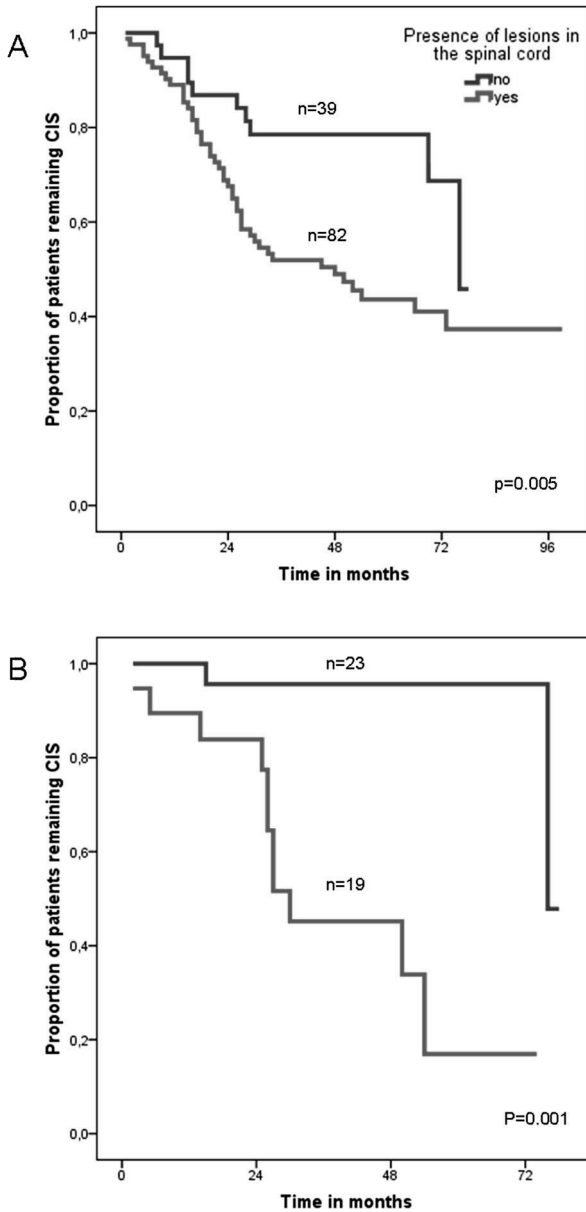 A
Presence of lesions in
the spinal cord
no
yes
1,0
0,8
0,6
0,4
0,2
0,0
Proportion of patients remaining CIS
n=39
n=82
p=0.005
0
24
48
72
96
Time in months
B
1,0
0,8
0,6
0,4
0,2
0,0
Proportion of patients remaining CIS
n=23
n=19
P=0.001
0
24
48
72
Time in months